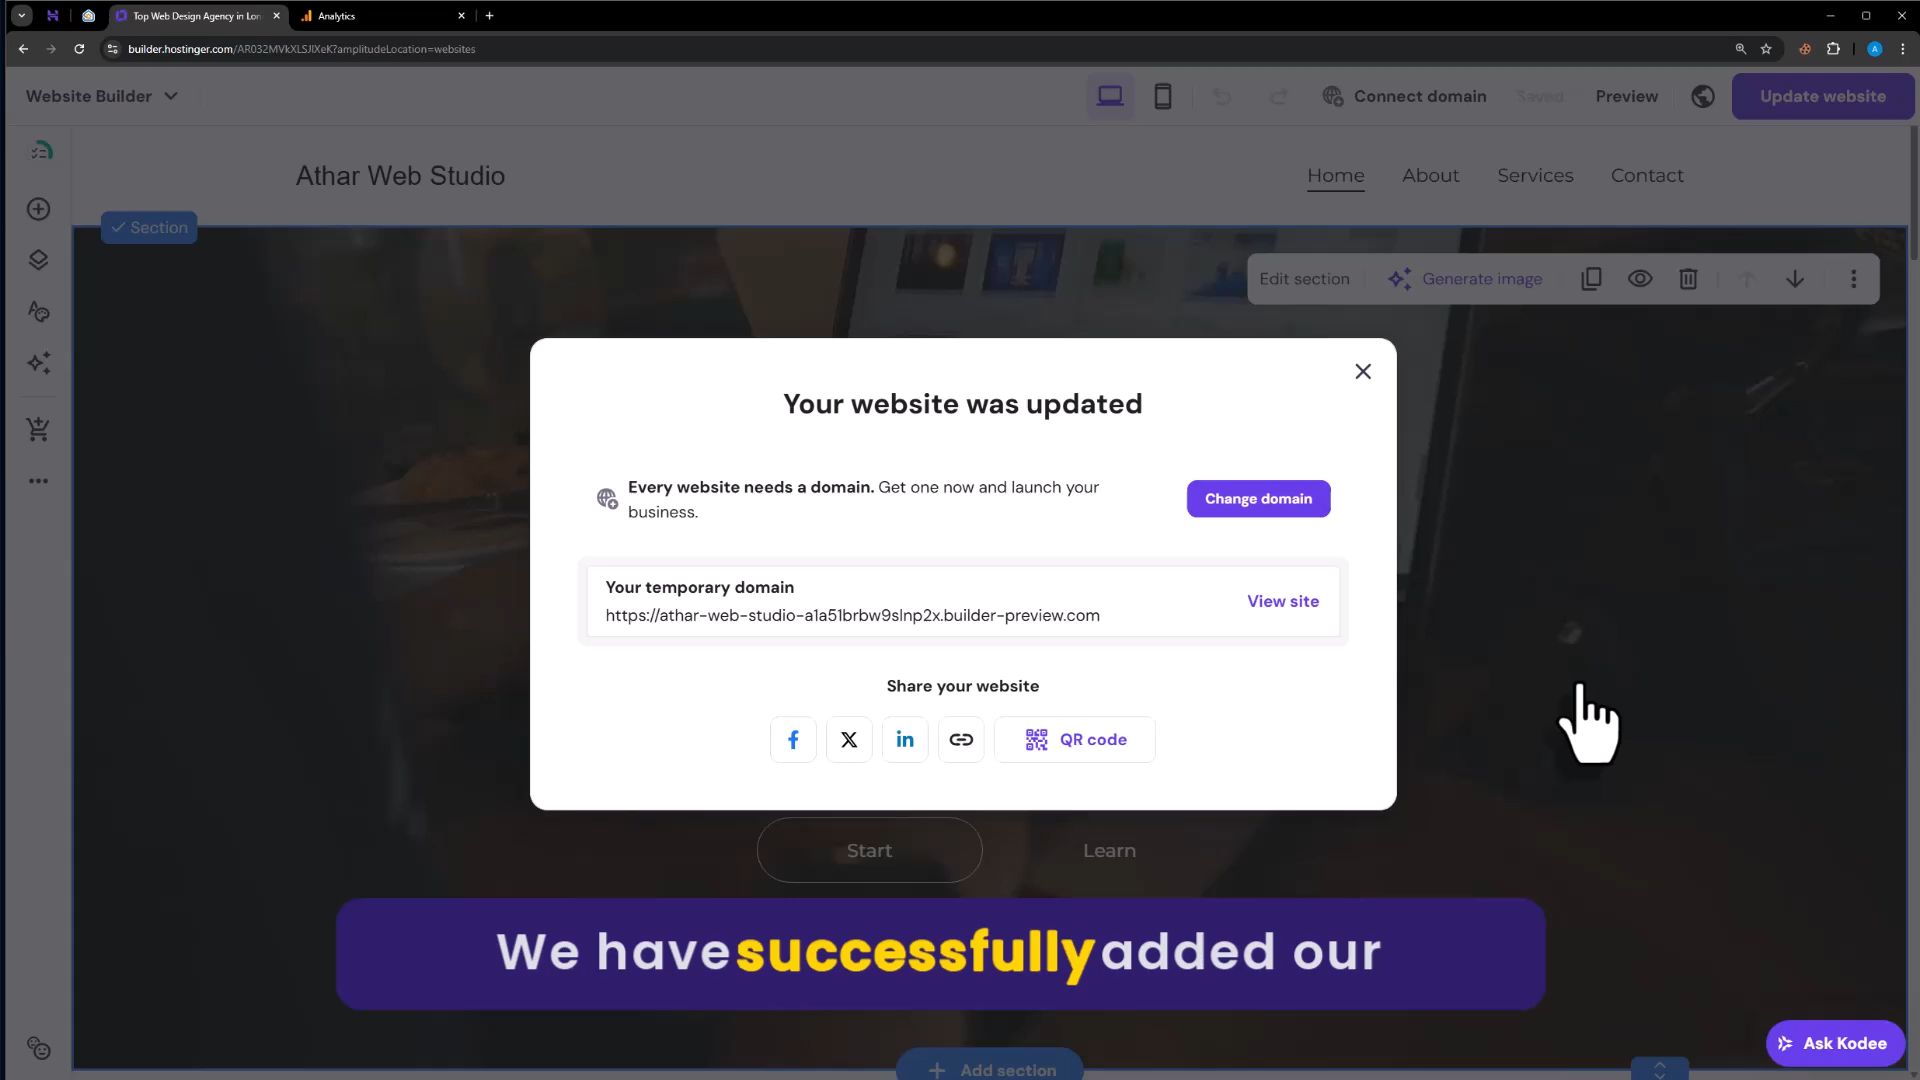 Top Web Design Agency in Lon
Analytics
builder.hostinger.com/AR032MVkXLSJIXeK?amplitudeLocation=websites
A
Website Builder
Connect domain
Saved
Preview
Update website
Athar Web Studio
Home
About
Services
Contact
Section
Edit section
Generate image
Your website was updated
Every website needs a domain. Get one now and launch your
business.
Change domain
Your temporary domain
https://athar-web-studio-a1a51brbw9slnp2x.builder-preview.com
View site
Share your website
QR code
Start
Learn
We have successfully added our
Add section
Ask Kodee